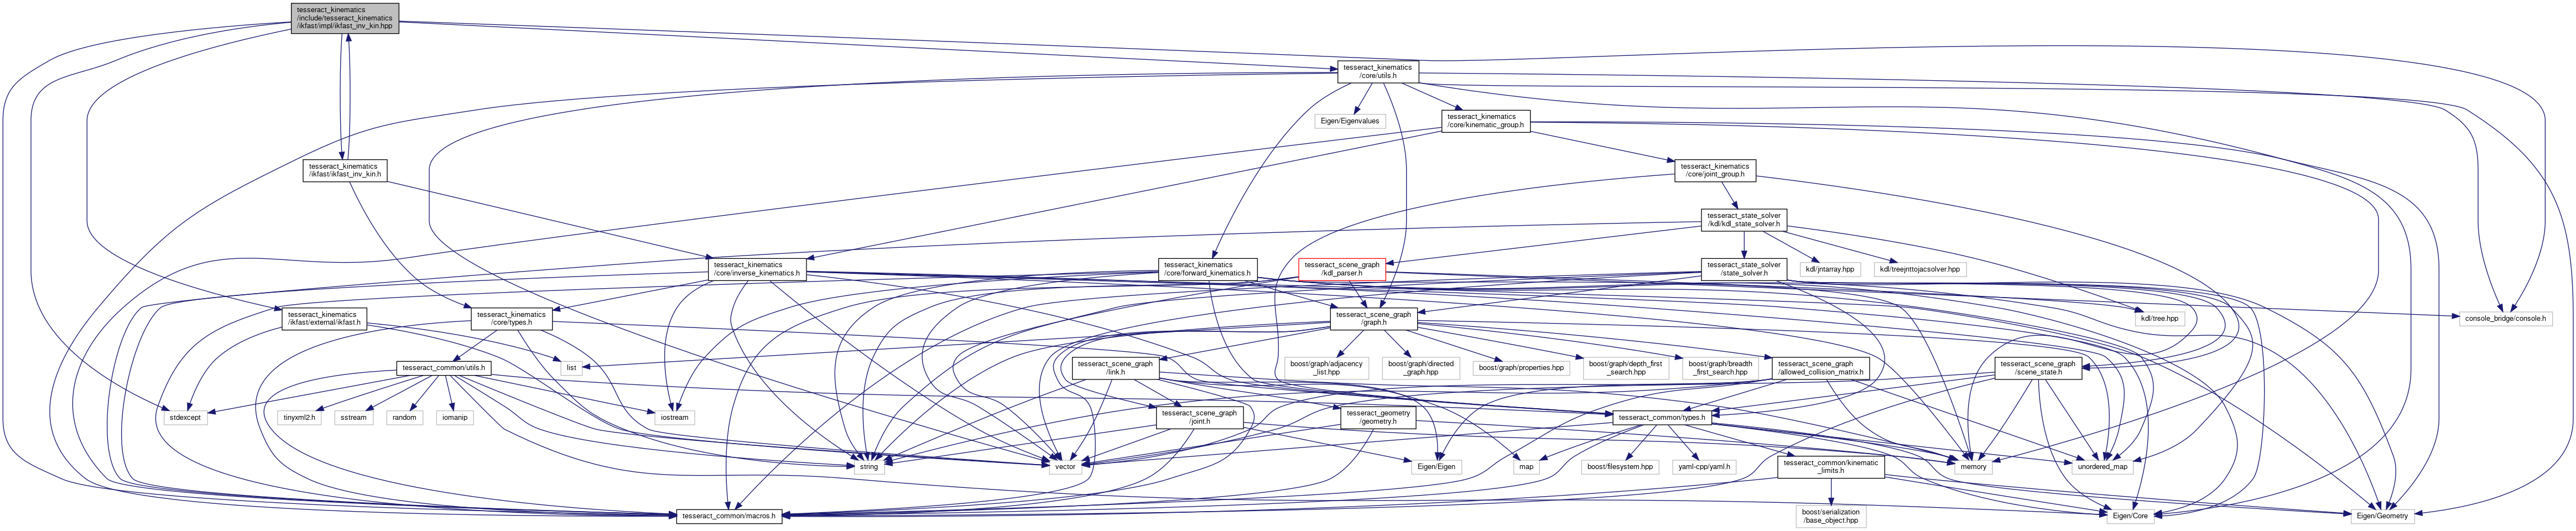 tesseract_kinematics
/include/tesseract_kinematics
/ikfast/impl/ikfast_inv_kin.hpp
tesseract_kinematics
/core/utils.h
Eigen/Eigenvalues
tesseract_kinematics
/core/kinematic_group.h
tesseract_kinematics
/ikfast/ikfast_inv_kin.h
tesseract_kinematics
/core/joint_group.h
tesseract_state_solver
/kdl/kdl_state_solver.h
tesseract_kinematics
/core/inverse_kinematics.h
tesseract_kinematics
/core/forward_kinematics.h
tesseract_scene_graph
/kdl_parser.h
tesseract_state_solver
/state_solver.h
kdl/jntarray.hpp
kdl/treejnttojacsolver.hpp
tesseract_kinematics
/ikfast/external/ikfast.h
tesseract_kinematics
/core/types.h
tesseract_scene_graph
/graph.h
kdl/tree.hpp
console_bridge/console.h
tesseract_common/utils.h
list
tesseract_scene_graph
/link.h
boost/graph/adjacency
_list.hpp
boost/graph/directed
_graph.hpp
boost/graph/properties.hpp
boost/graph/depth_first
_search.hpp
boost/graph/breadth
_first_search.hpp
tesseract_scene_graph
/allowed_collision_matrix.h
tesseract_scene_graph
/scene_state.h
stdexcept
tinyxml2.h
sstream
random
iomanip
iostream
tesseract_scene_graph
/joint.h
tesseract_geometry
/geometry.h
tesseract_common/types.h
string
vector
Eigen/Eigen
map
boost/filesystem.hpp
yaml-cpp/yaml.h
tesseract_common/kinematic
_limits.h
memory
unordered_map
tesseract_common/macros.h
boost/serialization
/base_object.hpp
Eigen/Core
Eigen/Geometry